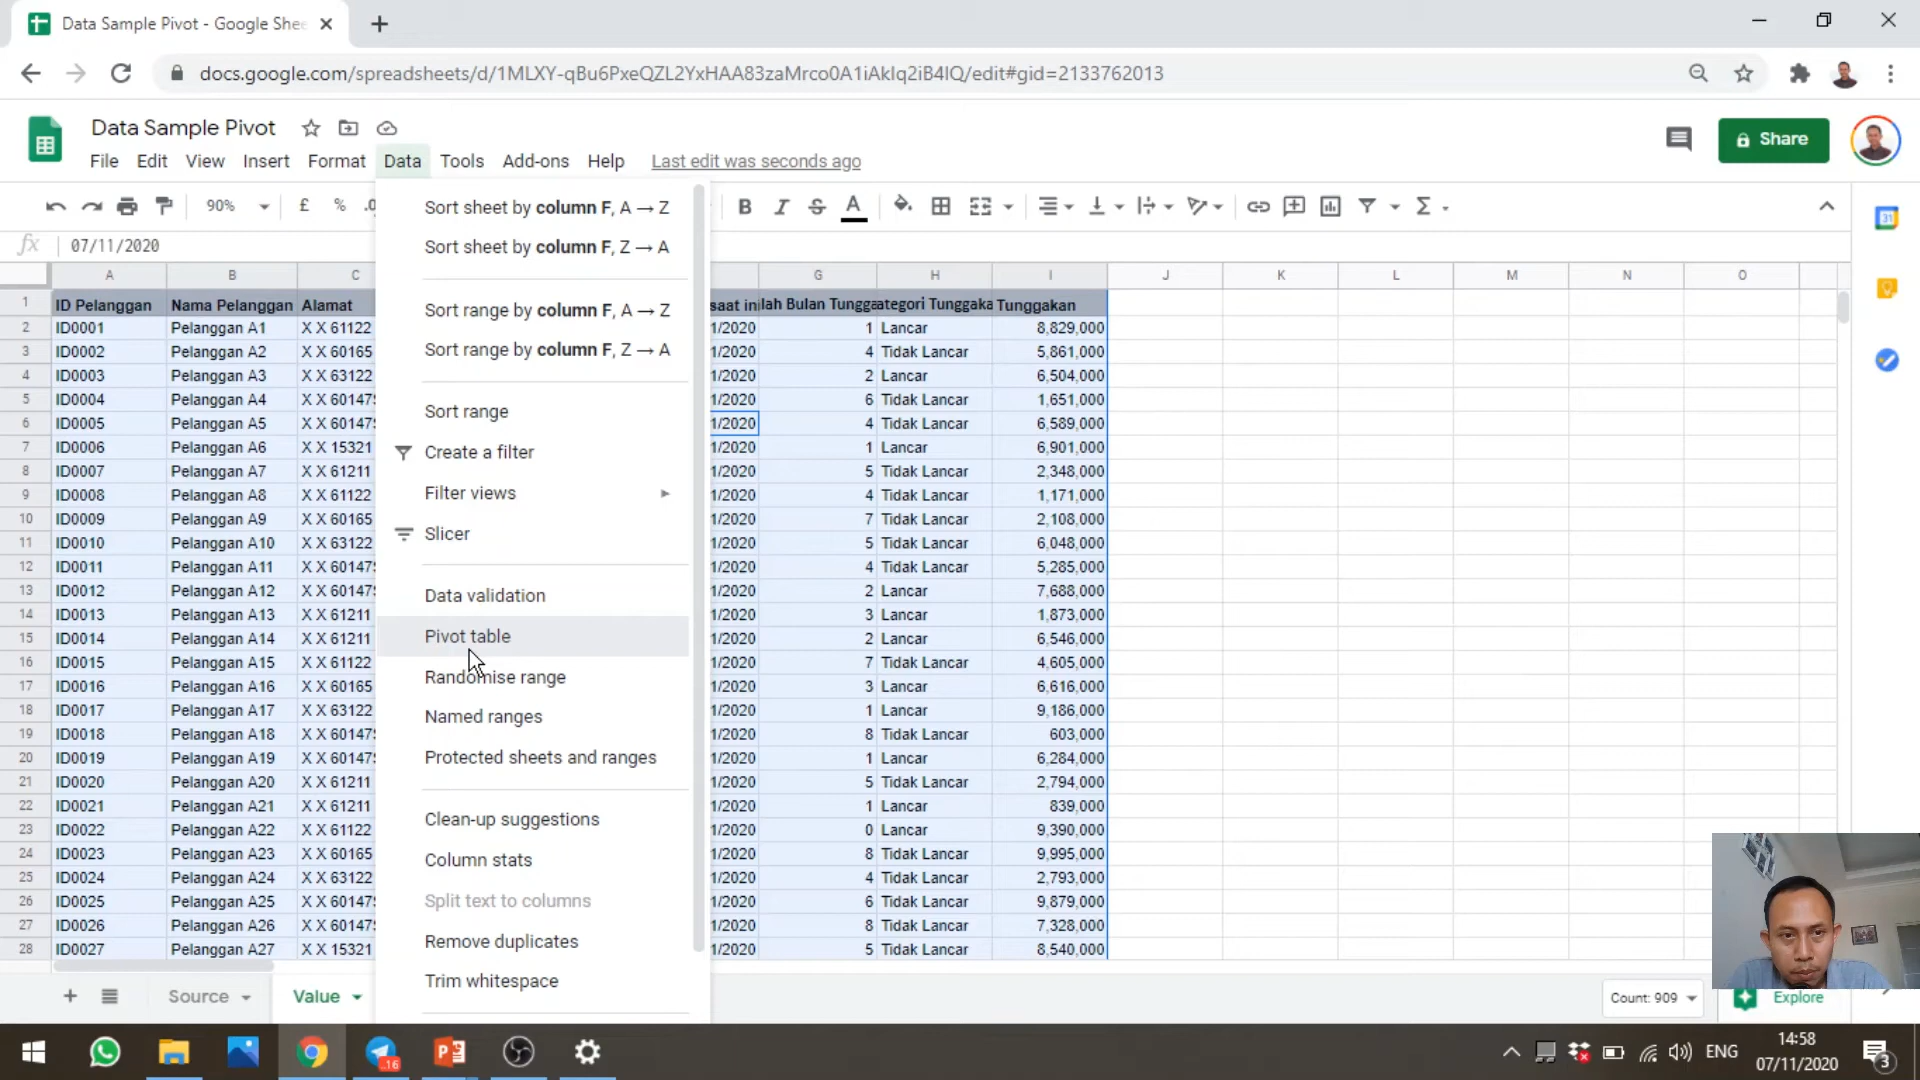 Data Sample Pivot - Google Shee
docs.google.com/spreadsheets/d/1MLXY-qBu6PxeQZL2YxHAA83zaMrco0A1iAkIq2iB4IQ/edit#gid=2133762013
Data Sample Pivot
Share
File Edit View Insert Format Data Tools Add-ons Help Last edit was seconds ago
90% £ % .0 B I S A Σ
fx 07/11/2020
A B C G H I J K L M N O
1 ID Pelanggan Nama Pelanggan Alamat saat ini lah Bulan Tungga ategori Tunggaka Tunggakan
2 ID0001 Pelanggan A1 X X 61122 1/2020 1 Lancar 8,829,000
3 ID0002 Pelanggan A2 X X 60165 1/2020 4 Tidak Lancar 5,861,000
4 ID0003 Pelanggan A3 X X 63122 1/2020 2 Lancar 6,504,000
5 ID0004 Pelanggan A4 X X 60147 1/2020 6 Tidak Lancar 1,651,000
6 ID0005 Pelanggan A5 X X 60147 1/2020 4 Tidak Lancar 6,589,000
7 ID0006 Pelanggan A6 X X 15321 1/2020 1 Lancar 6,901,000
8 ID0007 Pelanggan A7 X X 61211 1/2020 5 Tidak Lancar 2,348,000
9 ID0008 Pelanggan A8 X X 61122 1/2020 4 Tidak Lancar 1,171,000
10 ID0009 Pelanggan A9 X X 60165 1/2020 7 Tidak Lancar 2,108,000
11 ID0010 Pelanggan A10 X X 63122 1/2020 5 Tidak Lancar 6,048,000
12 ID0011 Pelanggan A11 X X 60147 1/2020 4 Tidak Lancar 5,285,000
13 ID0012 Pelanggan A12 X X 60147 1/2020 2 Lancar 7,688,000
14 ID0013 Pelanggan A13 X X 61211 1/2020 3 Lancar 1,873,000
15 ID0014 Pelanggan A14 X X 61211 1/2020 2 Lancar 6,546,000
16 ID0015 Pelanggan A15 X X 61122 1/2020 7 Tidak Lancar 4,605,000
17 ID0016 Pelanggan A16 X X 60165 1/2020 3 Lancar 6,616,000
18 ID0017 Pelanggan A17 X X 63122 1/2020 1 Lancar 9,186,000
19 ID0018 Pelanggan A18 X X 60147 1/2020 8 Tidak Lancar 603,000
20 ID0019 Pelanggan A19 X X 60147 1/2020 1 Lancar 6,284,000
21 ID0020 Pelanggan A20 X X 61211 1/2020 5 Tidak Lancar 2,794,000
22 ID0021 Pelanggan A21 X X 61211 1/2020 1 Lancar 839,000
23 ID0022 Pelanggan A22 X X 61122 1/2020 0 Lancar 9,390,000
24 ID0023 Pelanggan A23 X X 60165 1/2020 8 Tidak Lancar 9,995,000
25 ID0024 Pelanggan A24 X X 63122 1/2020 4 Tidak Lancar 2,793,000
26 ID0025 Pelanggan A25 X X 60147 1/2020 6 Tidak Lancar 9,879,000
27 ID0026 Pelanggan A26 X X 60147 1/2020 8 Tidak Lancar 7,328,000
28 ID0027 Pelanggan A27 X X 15321 1/2020 5 Tidak Lancar 8,540,000
Sort sheet by column F, A → Z
Sort sheet by column F, Z → A
Sort range by column F, A → Z
Sort range by column F, Z → A
Sort range
Create a filter
Filter views
Slicer
Data validation
Pivot table
Randomise range
Named ranges
Protected sheets and ranges
Clean-up suggestions
Column stats
Split text to columns
Remove duplicates
Trim whitespace
Source Value Count: 909 Explore
16 ENG 14:58
07/11/2020 3